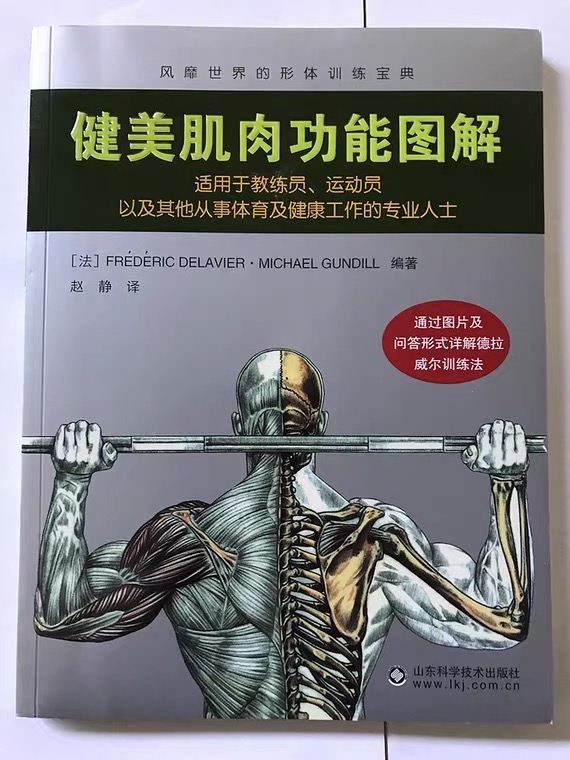 风靡世界的形体训练宝典
健美肌肉功能图解
适用于教练员、运动员
以及其他从事体育及健康工作的专业人士
[法] FRÉDÉRIC DELAVIER · MICHAEL GUNDILL 编著
赵 静 译
通过图片及
问答形式详解德拉
威尔训练法
山东科学技术出版社
www.lkj.com.cn